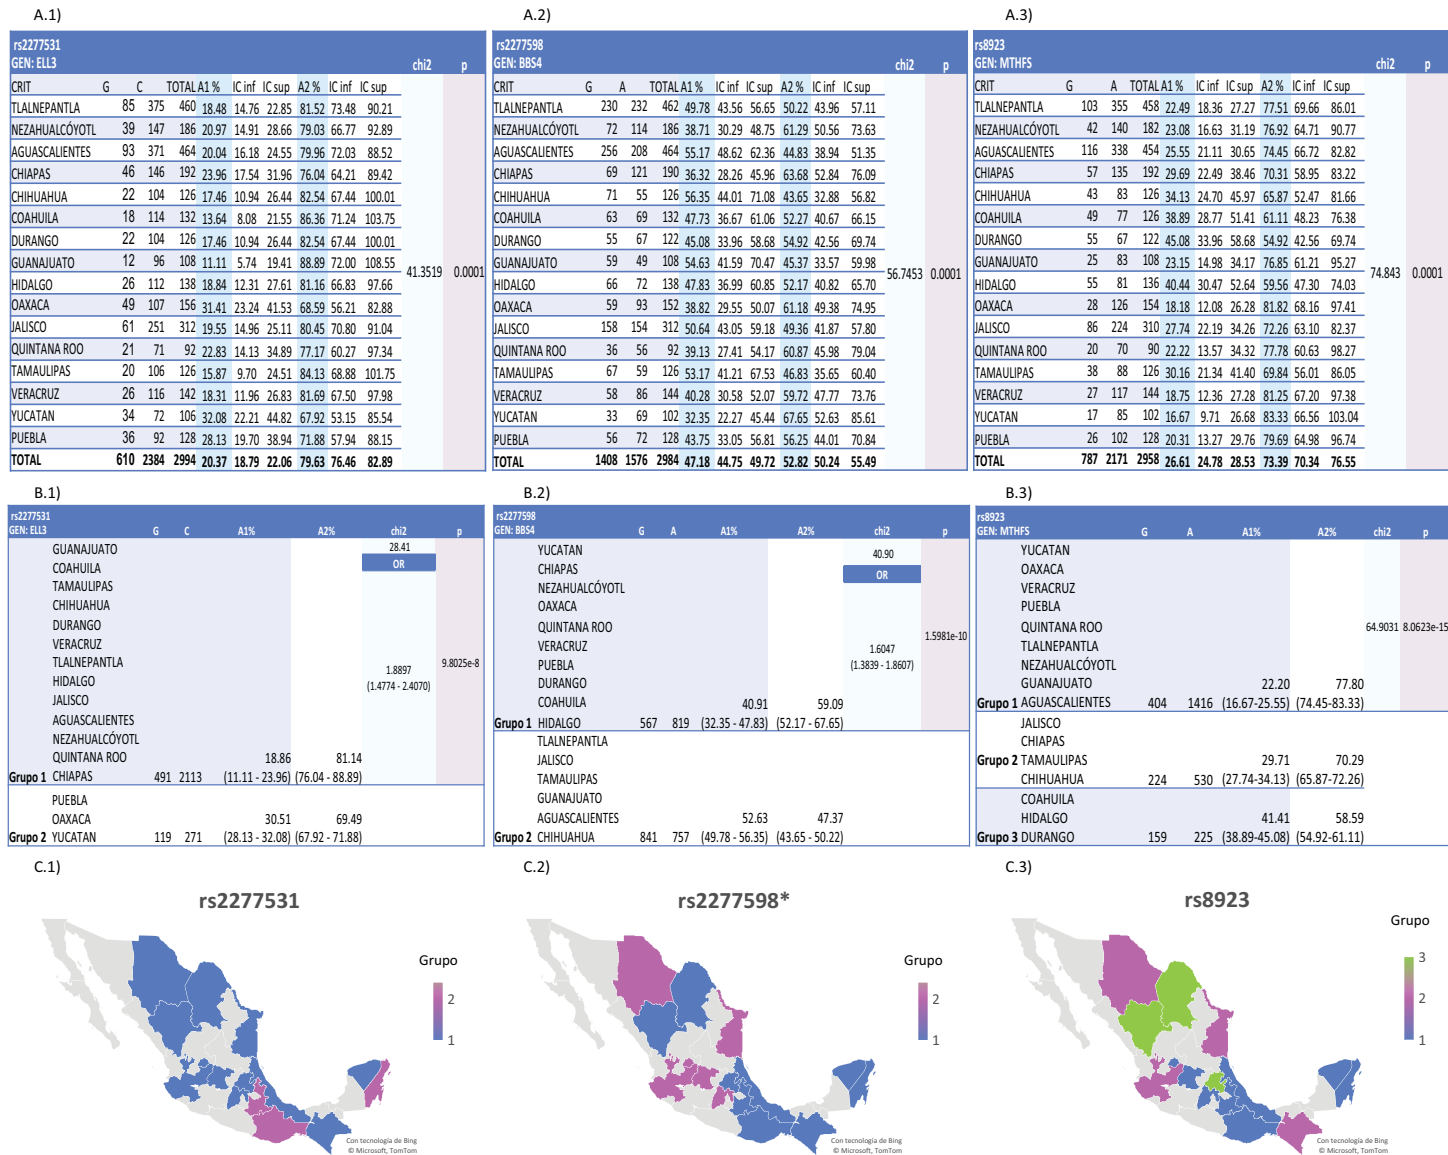 A.1)
A.2)
A.3)
rs2277531
GEN: ELL3 chi2 p
CRIT G C TOTAL A1 % IC inf IC sup A2 % IC inf IC sup
TLALNEPANTLA 85 375 460 18.48 14.76 22.85 81.52 73.48 90.21
NEZAHUALCÓYOTL 39 147 186 20.97 14.91 28.66 79.03 66.77 92.89
AGUASCALIENTES 93 371 464 20.04 16.18 24.55 79.96 72.03 88.52
CHIAPAS 46 146 192 23.96 17.54 31.96 76.04 64.21 89.42
CHIHUAHUA 22 104 126 17.46 10.94 26.44 82.54 67.44 100.01
COAHUILA 18 114 132 13.64 8.08 21.55 86.36 71.24 103.75
DURANGO 22 104 126 17.46 10.94 26.44 82.54 67.44 100.01
GUANAJUATO 12 96 108 11.11 5.74 19.41 88.89 72.00 108.55
41.3519 0.0001
HIDALGO 26 112 138 18.84 12.31 27.61 81.16 66.83 97.66
OAXACA 49 107 156 31.41 23.24 41.53 68.59 56.21 82.88
JALISCO 61 251 312 19.55 14.96 25.11 80.45 70.80 91.04
QUINTANA ROO 21 71 92 22.83 14.13 34.89 77.17 60.27 97.34
TAMAULIPAS 20 106 126 15.87 9.70 24.51 84.13 68.88 101.75
VERACRUZ 26 116 142 18.31 11.96 26.83 81.69 67.50 97.98
YUCATAN 34 72 106 32.08 22.21 44.82 67.92 53.15 85.54
PUEBLA 36 92 128 28.13 19.70 38.94 71.88 57.94 88.15
TOTAL 610 2384 2994 20.37 18.79 22.06 79.63 76.46 82.89
rs2277598
GEN: BBS4 chi2 p
CRIT G A TOTAL A1 % IC inf IC sup A2 % IC inf IC sup
TLALNEPANTLA 230 232 462 49.78 43.56 56.65 50.22 43.96 57.11
NEZAHUALCÓYOTL 72 114 186 38.71 30.29 48.75 61.29 50.56 73.63
AGUASCALIENTES 256 208 464 55.17 48.62 62.36 44.83 38.94 51.35
CHIAPAS 69 121 190 36.32 28.26 45.96 63.68 52.84 76.09
CHIHUAHUA 71 55 126 56.35 44.01 71.08 43.65 32.88 56.82
COAHUILA 63 69 132 47.73 36.67 61.06 52.27 40.67 66.15
DURANGO 55 67 122 45.08 33.96 58.68 54.92 42.56 69.74
GUANAJUATO 59 49 108 54.63 41.59 70.47 45.37 33.57 59.98
56.7453 0.0001
HIDALGO 66 72 138 47.83 36.99 60.85 52.17 40.82 65.70
OAXACA 59 93 152 38.82 29.55 50.07 61.18 49.38 74.95
JALISCO 158 154 312 50.64 43.05 59.18 49.36 41.87 57.80
QUINTANA ROO 36 56 92 39.13 27.41 54.17 60.87 45.98 79.04
TAMAULIPAS 67 59 126 53.17 41.21 67.53 46.83 35.65 60.40
VERACRUZ 58 86 144 40.28 30.58 52.07 59.72 47.77 73.76
YUCATAN 33 69 102 32.35 22.27 45.44 67.65 52.63 85.61
PUEBLA 56 72 128 43.75 33.05 56.81 56.25 44.01 70.84
TOTAL 1408 1576 2984 47.18 44.75 49.72 52.82 50.24 55.49
rs8923
GEN: MTHFS chi2 p
CRIT G A TOTAL A1 % IC inf IC sup A2 % IC inf IC sup
TLALNEPANTLA 103 355 458 22.49 18.36 27.27 77.51 69.66 86.01
NEZAHUALCÓYOTL 42 140 182 23.08 16.63 31.19 76.92 64.71 90.77
AGUASCALIENTES 116 338 454 25.55 21.11 30.65 74.45 66.72 82.82
CHIAPAS 57 135 192 29.69 22.49 38.46 70.31 58.95 83.22
CHIHUAHUA 43 83 126 34.13 24.70 45.97 65.87 52.47 81.66
COAHUILA 49 77 126 38.89 28.77 51.41 61.11 48.23 76.38
DURANGO 55 67 122 45.08 33.96 58.68 54.92 42.56 69.74
GUANAJUATO 25 83 108 23.15 14.98 34.17 76.85 61.21 95.27
74.843 0.0001
HIDALGO 55 81 136 40.44 30.47 52.64 59.56 47.30 74.03
OAXACA 28 126 154 18.18 12.08 26.28 81.82 68.16 97.41
JALISCO 86 224 310 27.74 22.19 34.26 72.26 63.10 82.37
QUINTANA ROO 20 70 90 22.22 13.57 34.32 77.78 60.63 98.27
TAMAULIPAS 38 88 126 30.16 21.34 41.40 69.84 56.01 86.05
VERACRUZ 27 117 144 18.75 12.36 27.28 81.25 67.20 97.38
YUCATAN 17 85 102 16.67 9.71 26.68 83.33 66.56 103.04
PUEBLA 26 102 128 20.31 13.27 29.76 79.69 64.98 96.74
TOTAL 787 2171 2958 26.61 24.78 28.53 73.39 70.34 76.55
B.1)
B.2)
B.3)
rs2277531
GEN: ELL3 G C A1% A2% chi2 p
GUANAJUATO 28.41
COAHUILA OR
TAMAULIPAS
CHIHUAHUA
DURANGO
VERACRUZ
TLALNEPANTLA 1.8897 9.8025e-8
HIDALGO (1.4774 - 2.4070)
JALISCO
AGUASCALIENTES
NEZAHUALCÓYOTL
QUINTANA ROO 18.86 81.14
Grupo 1 CHIAPAS 491 2113 (11.11 - 23.96) (76.04 - 88.89)
PUEBLA
OAXACA 30.51 69.49
Grupo 2 YUCATAN 119 271 (28.13 - 32.08) (67.92 - 71.88)
rs2277598
GEN: BBS4 G A A1% A2% chi2 p
YUCATAN 40.90
CHIAPAS OR
NEZAHUALCÓYOTL
OAXACA
QUINTANA ROO 1.5981e-10
VERACRUZ 1.6047
PUEBLA (1.3839 - 1.8607)
DURANGO
COAHUILA 40.91 59.09
Grupo 1 HIDALGO 567 819 (32.35 - 47.83) (52.17 - 67.65)
TLALNEPANTLA
JALISCO
TAMAULIPAS
GUANAJUATO
AGUASCALIENTES 52.63 47.37
Grupo 2 CHIHUAHUA 841 757 (49.78 - 56.35) (43.65 - 50.22)
rs8923
GEN: MTHFS G A A1% A2% chi2 p
YUCATAN
OAXACA
VERACRUZ
PUEBLA
QUINTANA ROO 64.9031 8.0623e-15
TLALNEPANTLA
NEZAHUALCÓYOTL
GUANAJUATO 22.20 77.80
Grupo 1 AGUASCALIENTES 404 1416 (16.67-25.55) (74.45-83.33)
JALISCO
CHIAPAS
Grupo 2 TAMAULIPAS 29.71 70.29
CHIHUAHUA 224 530 (27.74-34.13) (65.87-72.26)
COAHUILA
HIDALGO 41.41 58.59
Grupo 3 DURANGO 159 225 (38.89-45.08) (54.92-61.11)
C.1)
C.2)
C.3)
rs2277531
Grupo
2
1
Con tecnología de Bing
© Microsoft, TomTom
rs2277598*
Grupo
2
1
Con tecnología de Bing
© Microsoft, TomTom
rs8923
Grupo
3
2
1
Con tecnología de Bing
© Microsoft, TomTom